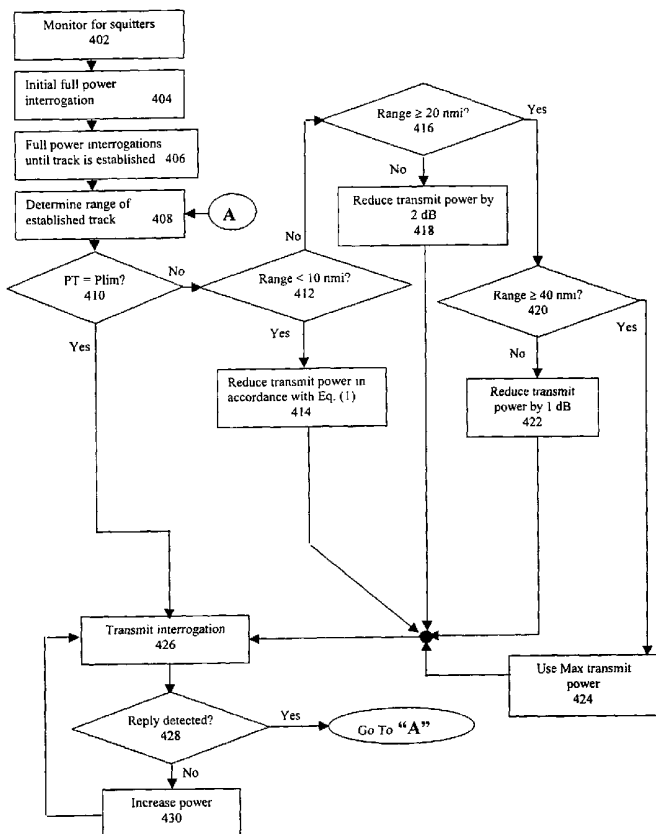 Monitor for squitters
402
Initial full power
interrogation 404
Full power interrogations
until track is established 406
Determine range of
established track 408
A
PT = Plim?
410
No
Yes
Range < 10 nmi?
412
No
Yes
Reduce transmit power in
accordance with Eq. (1)
414
Range ≥ 20 nmi?
416
Yes
No
Reduce transmit power by
2 dB
418
Range ≥ 40 nmi?
420
Yes
No
Reduce transmit
power by 1 dB
422
Use Max transmit
power
424
Transmit interrogation
426
Reply detected?
428
Yes
Go To "A"
No
Increase power
430